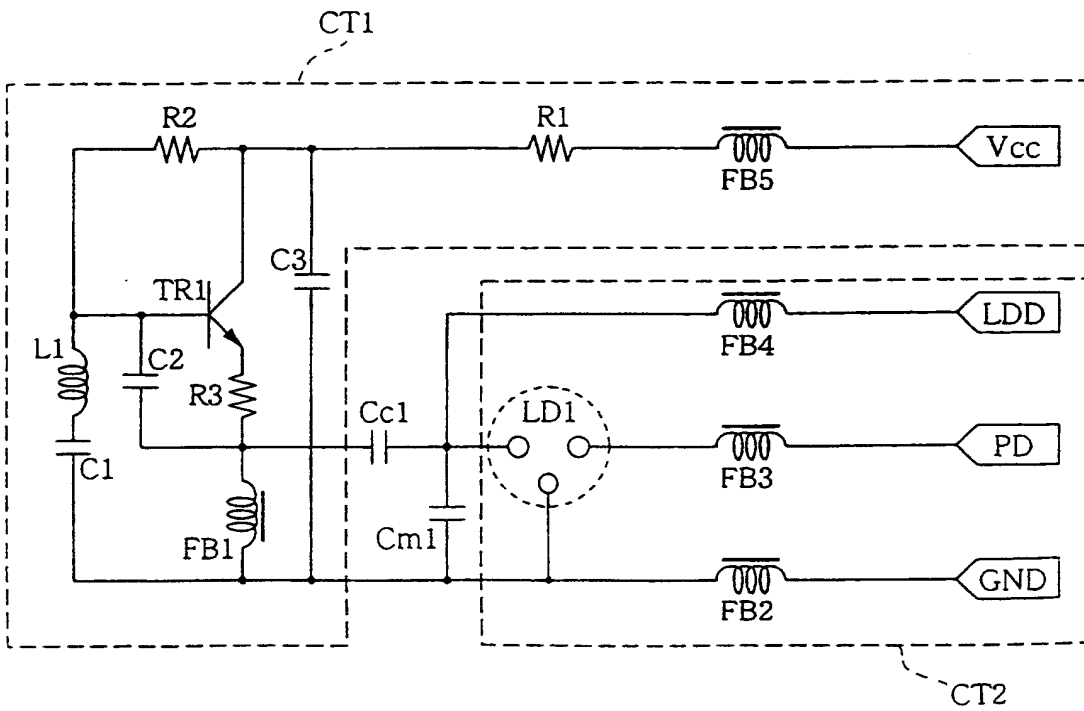 CT1
R2
R1
Vcc
FB5
C3
TR1
LDD
L1
C2
FB4
R3
Cc1
LD1
PD
C1
FB3
Cm1
FB1
GND
FB2
CT2